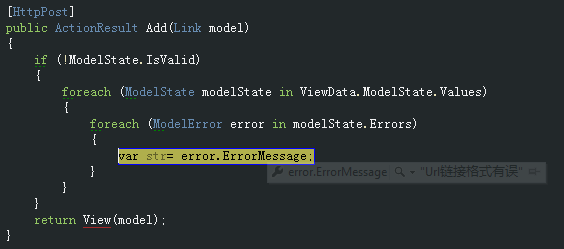 [HttpPost]
public ActionResult Add(Link model)
{
if (!ModelState.IsValid)
{
foreach (ModelState modelState in ViewData.ModelState.Values)
{
foreach (ModelError error in modelState.Errors)
{
var str= error.ErrorMessage;
error.ErrorMessage "Url链接格式有误"
}
}
}
return View(model);
}